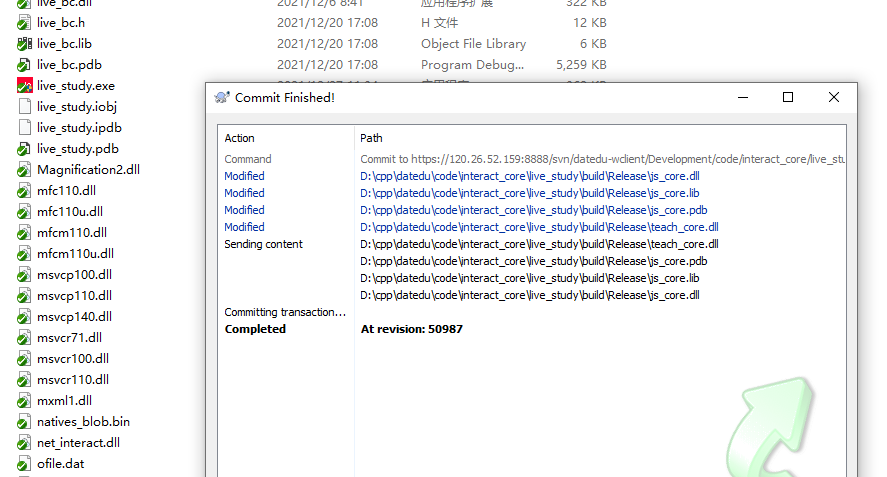 live_bc.dll 2021/12/6 8:41 应用程序扩展 322 KB
live_bc.h 2021/12/20 17:08 H 文件 12 KB
live_bc.lib 2021/12/20 17:08 Object File Library 6 KB
live_bc.pdb 2021/12/20 17:08 Program Debug... 5,259 KB
live_study.exe
live_study.iobj
live_study.ipdb
live_study.pdb
Magnification2.dll
mfc110.dll
mfc110u.dll
mfcm110.dll
mfcm110u.dll
msvcp100.dll
msvcp110.dll
msvcp140.dll
msvcr71.dll
msvcr100.dll
msvcr110.dll
mxml1.dll
natives_blob.bin
net_interact.dll
ofile.dat
Commit Finished!
Action Path
Command Commit to https://120.26.52.159:8888/svn/datedu-wclient/Development/code/interact_core/live_stu
Modified D:\cpp\datedu\code\interact_core\live_study\build\Release\js_core.dll
Modified D:\cpp\datedu\code\interact_core\live_study\build\Release\js_core.lib
Modified D:\cpp\datedu\code\interact_core\live_study\build\Release\js_core.pdb
Modified D:\cpp\datedu\code\interact_core\live_study\build\Release\teach_core.dll
Sending content D:\cpp\datedu\code\interact_core\live_study\build\Release\teach_core.dll
D:\cpp\datedu\code\interact_core\live_study\build\Release\js_core.pdb
D:\cpp\datedu\code\interact_core\live_study\build\Release\js_core.lib
D:\cpp\datedu\code\interact_core\live_study\build\Release\js_core.dll
Committing transaction...
Completed At revision: 50987